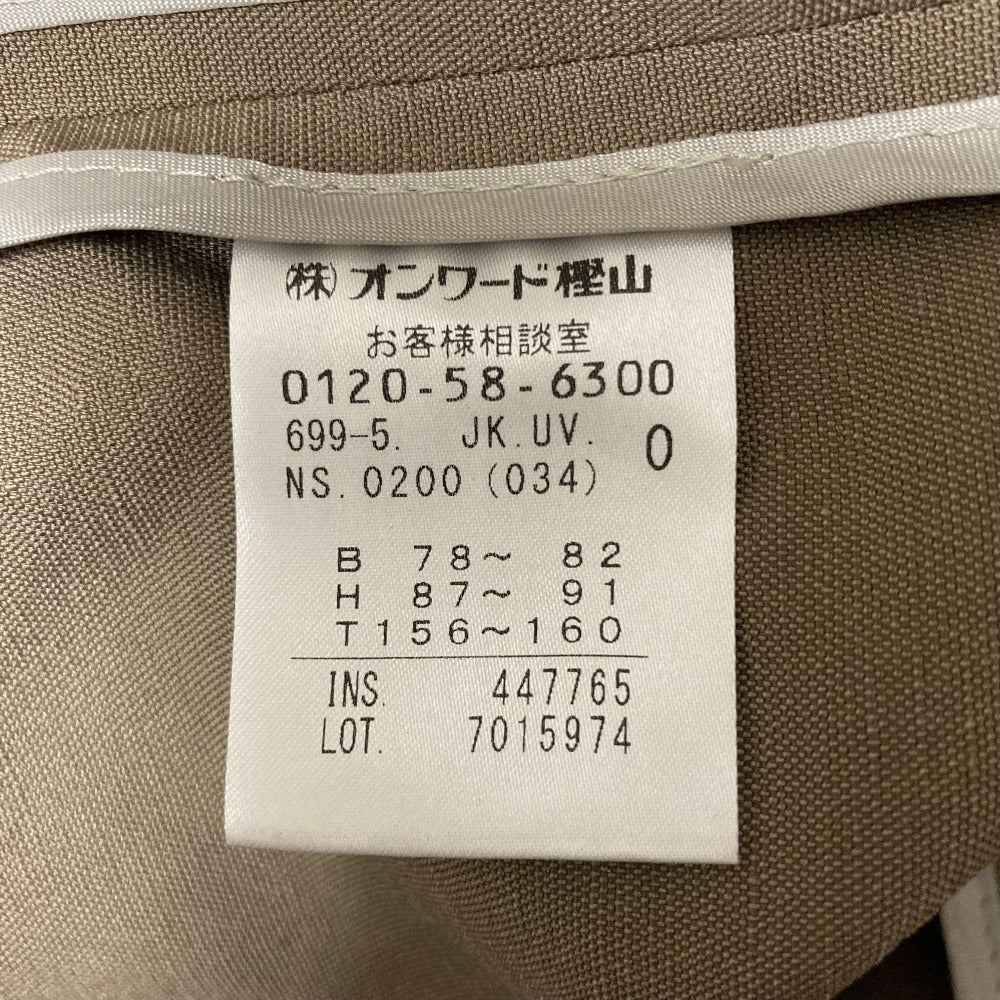 (株)オンワード樫山
お客様相談室
0120-58-6300
699-5. JK.UV. 0
NS.0200(034)
B 78～ 82
H 87～ 91
T156～160
INS. 447765
LOT. 7015974